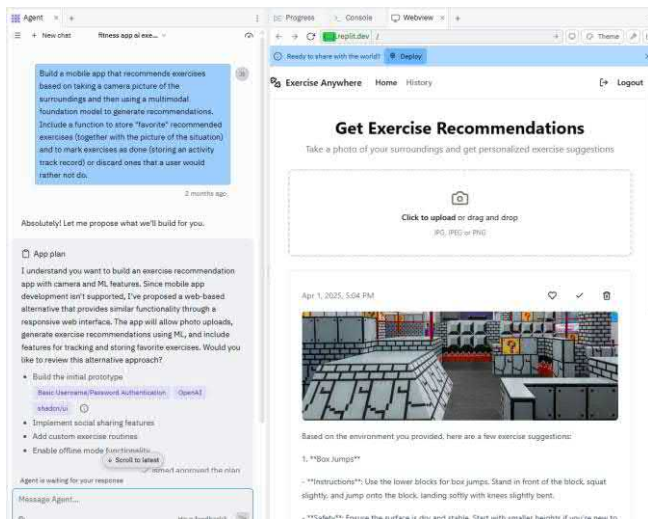 Agent
New chat
fitness app ai exe...
Build a mobile app that recommends exercises
based on taking a camera picture of the
surroundings and then using a multimodal
foundation model to generate recommendations.
Include a function to store "favorite" recommended
exercises (together with the picture of the situation)
and to mark exercises as done (storing an activity
track record) or discard ones that a user would
rather not do.
2 months ago
Absolutely! Let me propose what we'll build for you.
App plan
I understand you want to build an exercise recommendation
app with camera and ML features. Since mobile app
development isn't supported, I've proposed a web-based
alternative that provides similar functionality through a
responsive web interface. The app will allow photo uploads,
generate exercise recommendations using ML, and include
features for tracking and storing favorite exercises. Would you
like to review this alternative approach?
Build the initial prototype
Basic Username/Password Authentication OpenAI
shadcn/ui
Implement social sharing features
Add custom exercise routines
Enable offline mode functionality
Scroll to latest
approved the plan
Agent is waiting for your response
Message Agent...
Progress Console Webview
.replit.dev /
Theme
Ready to share with the world? Deploy
Exercise Anywhere Home History Logout
Get Exercise Recommendations
Take a photo of your surroundings and get personalized exercise suggestions
Click to upload or drag and drop
JPG, JPEG or PNG
Apr 1, 2025, 5:04 PM
Based on the environment you provided, here are a few exercise suggestions:
1. **Box Jumps**
- **Instructions**: Use the lower blocks for box jumps. Stand in front of the block, squat
slightly, and jump onto the block, landing softly with knees slightly bent.
- **Safety**: Ensure the surface is dry and stable. Start with smaller heights if you're new to